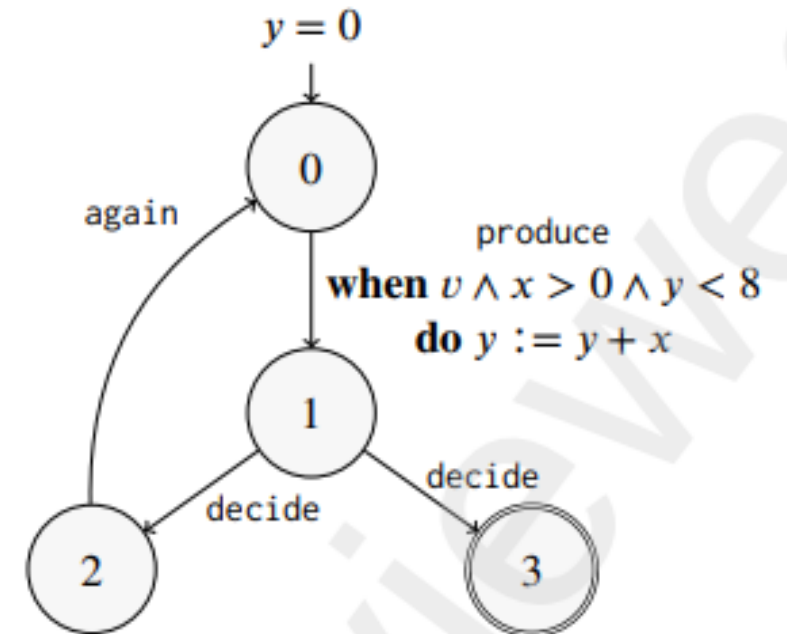 y = 0
0
again
produce
when v ∧ x > 0 ∧ y < 8
do y := y + x
1
decide
decide
2
3